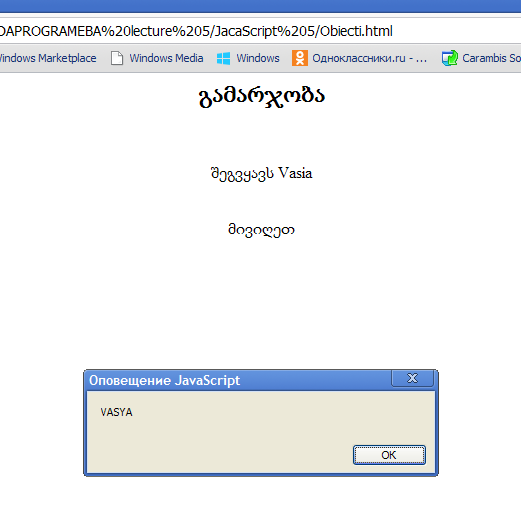 DAPROGRAMEBA%20lecture%205/JacaScript%205/Obiecti.html
Windows Marketplace Windows Media Windows Одноклассники.ru - ... Carambis So
გამარჯობა
შეგვყავს Vasia
მივიღეთ
Оповещение JavaScript
VASYA
OK